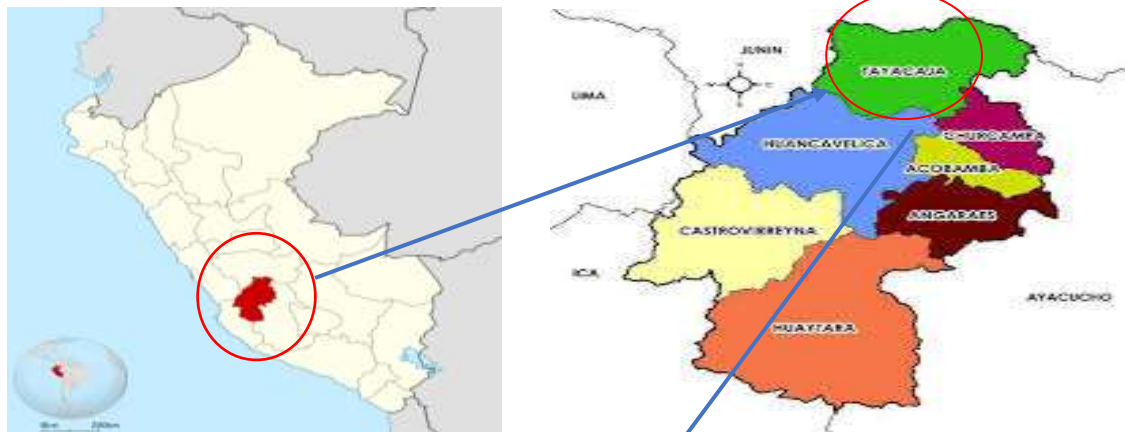 JUNIN
TAYACAJA
LIMA
HUANCAVELICA
CHURCAMPA
ACOBAMBA
ANGARAES
CASTROVIRREYNA
ICA
AYACUCHO
HUAYTARA